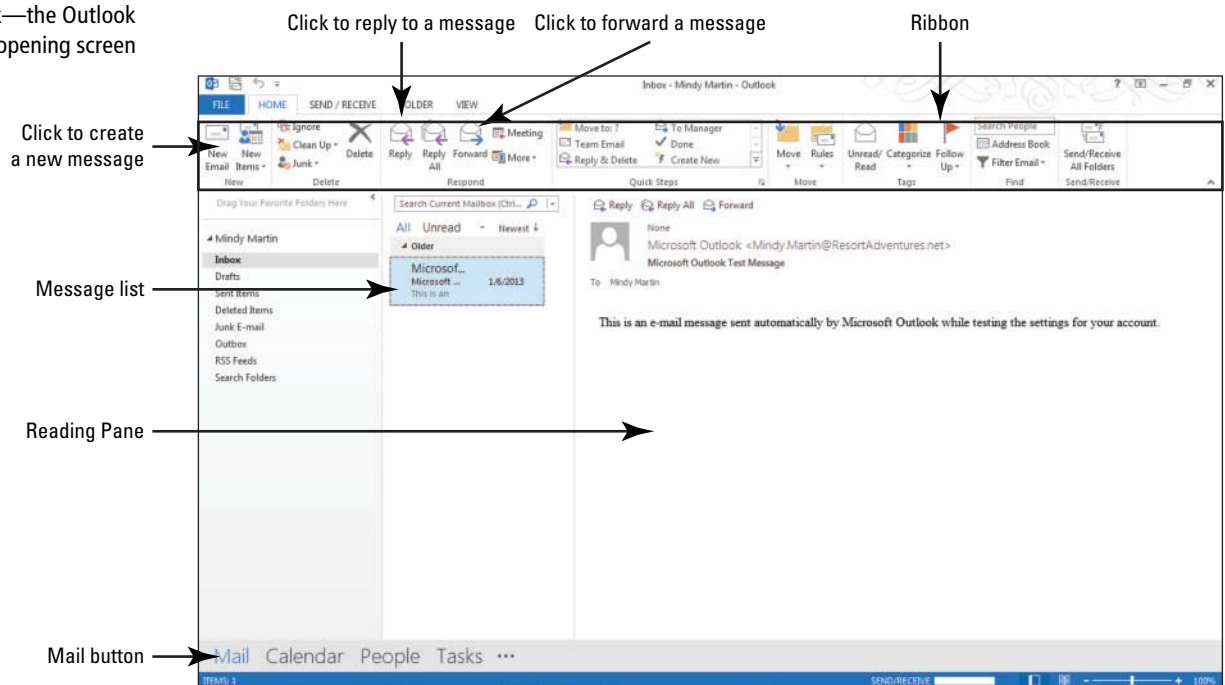 —the Outlook
opening screen
Click to reply to a message
Click to forward a message
Ribbon
Click to create
a new message
Message list
Reading Pane
Mail button
Inbox - Mindy Martin - Outlook
FILE HOME SEND / RECEIVE FOLDER VIEW
New Email
New Items
New
Ignore
Clean Up
Junk
Delete
Delete
Reply
Reply All
Forward
Meeting
More
Respond
Move to: ?
Team Email
Reply & Delete
To Manager
Done
Create New
Quick Steps
Move
Rules
Move
Unread/ Read
Categorize
Follow Up
Tags
Search People
Address Book
Filter Email
Find
Send/Receive All Folders
Send/Receive
Drag Your Favorite Folders Here
Mindy Martin
Inbox
Drafts
Sent Items
Deleted Items
Junk E-mail
Outbox
RSS Feeds
Search Folders
Search Current Mailbox (Ctrl...
All Unread Newest ↓
Older
Microsof...
Microsoft ... 1/6/2013
This is an
Reply Reply All Forward
None
Microsoft Outlook <Mindy.Martin@ResortAdventures.net>
Microsoft Outlook Test Message
To Mindy Martin
This is an e-mail message sent automatically by Microsoft Outlook while testing the settings for your account.
Mail Calendar People Tasks •••
ITEMS: 1
SEND/RECEIVE
100%